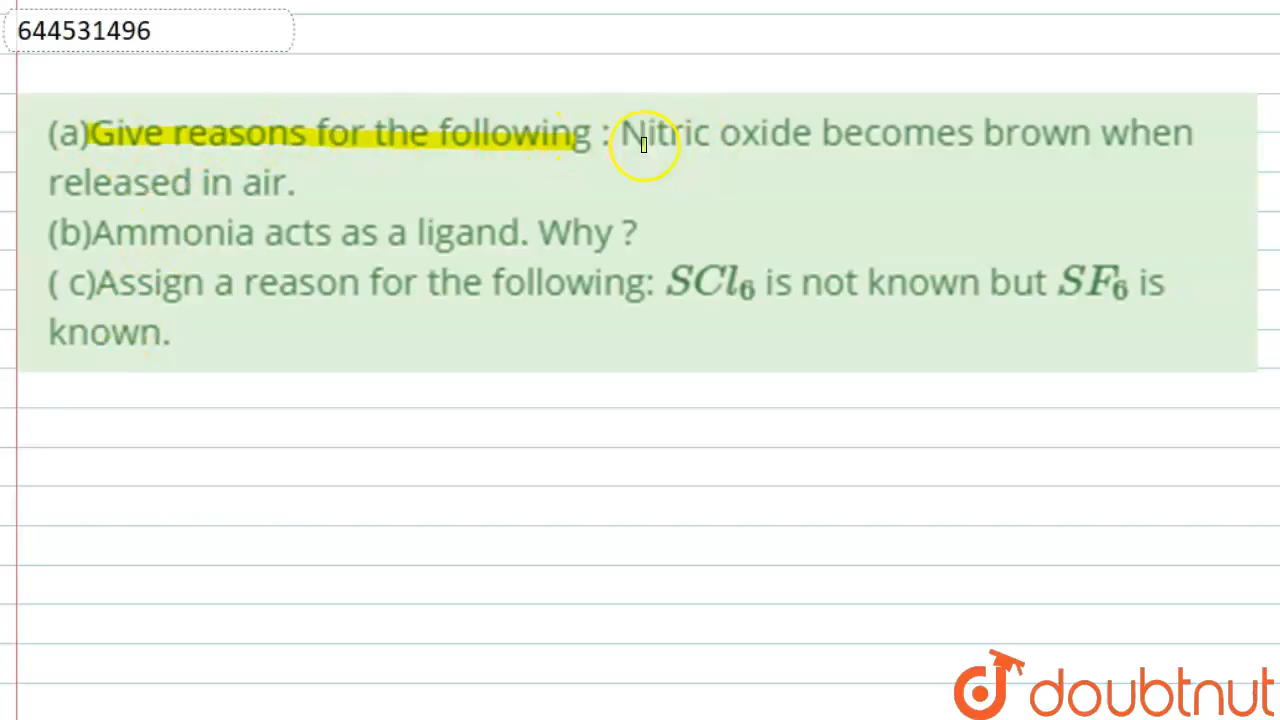 644531496
(a)Give reasons for the following : Nitric oxide becomes brown when
released in air.
(b)Ammonia acts as a ligand. Why ?
( c)Assign a reason for the following: SCl₆ is not known but SF₆ is
known.
doubtnut